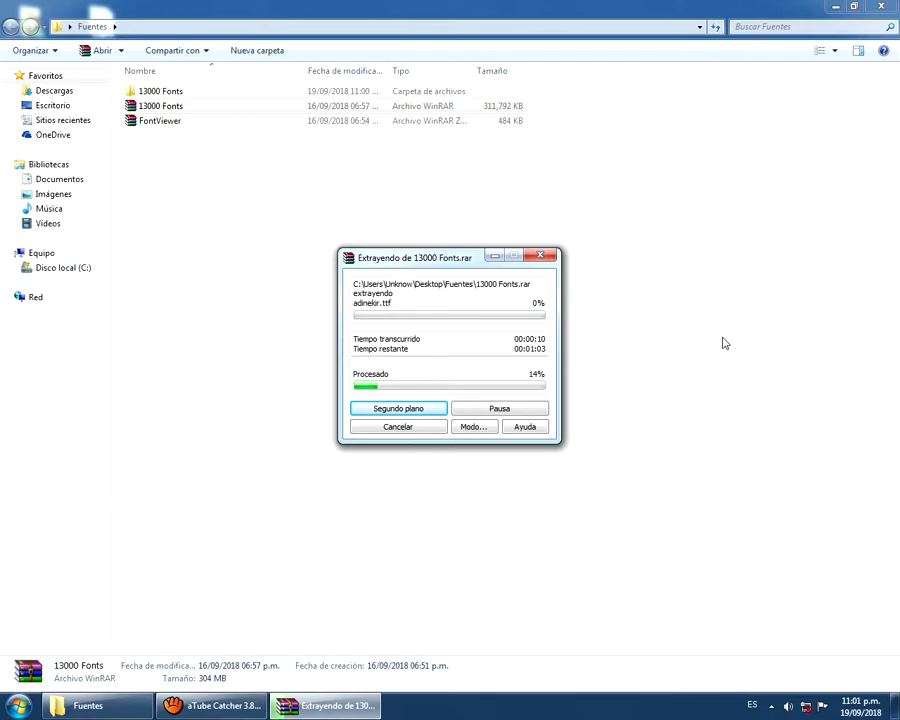 Fuentes
Buscar Fuentes
Organizar
Abrir
Compartir con
Nueva carpeta
Favoritos
Descargas
Escritorio
Sitios recientes
OneDrive
Bibliotecas
Documentos
Imágenes
Música
Vídeos
Equipo
Disco local (C:)
Red
Nombre Fecha de modifica... Tipo Tamaño
13000 Fonts 19/09/2018 11:00 ... Carpeta de archivos
13000 Fonts 16/09/2018 06:57 ... Archivo WinRAR 311,792 KB
FontViewer 16/09/2018 06:54 ... Archivo WinRAR Z... 484 KB
Extrayendo de 13000 Fonts.rar
C:\Users\Unknow\Desktop\Fuentes\13000 Fonts.rar
extrayendo
adinekir.ttf 0%
Tiempo transcurrido 00:00:10
Tiempo restante 00:01:03
Procesado 14%
Segundo plano Pausa
Cancelar Modo... Ayuda
13000 Fonts Fecha de modifica... 16/09/2018 06:57 p.m. Fecha de creación: 16/09/2018 06:51 p.m.
Archivo WinRAR Tamaño: 304 MB
Fuentes
aTube Catcher 3.8...
Extrayendo de 130...
ES
11:01 p.m.
19/09/2018